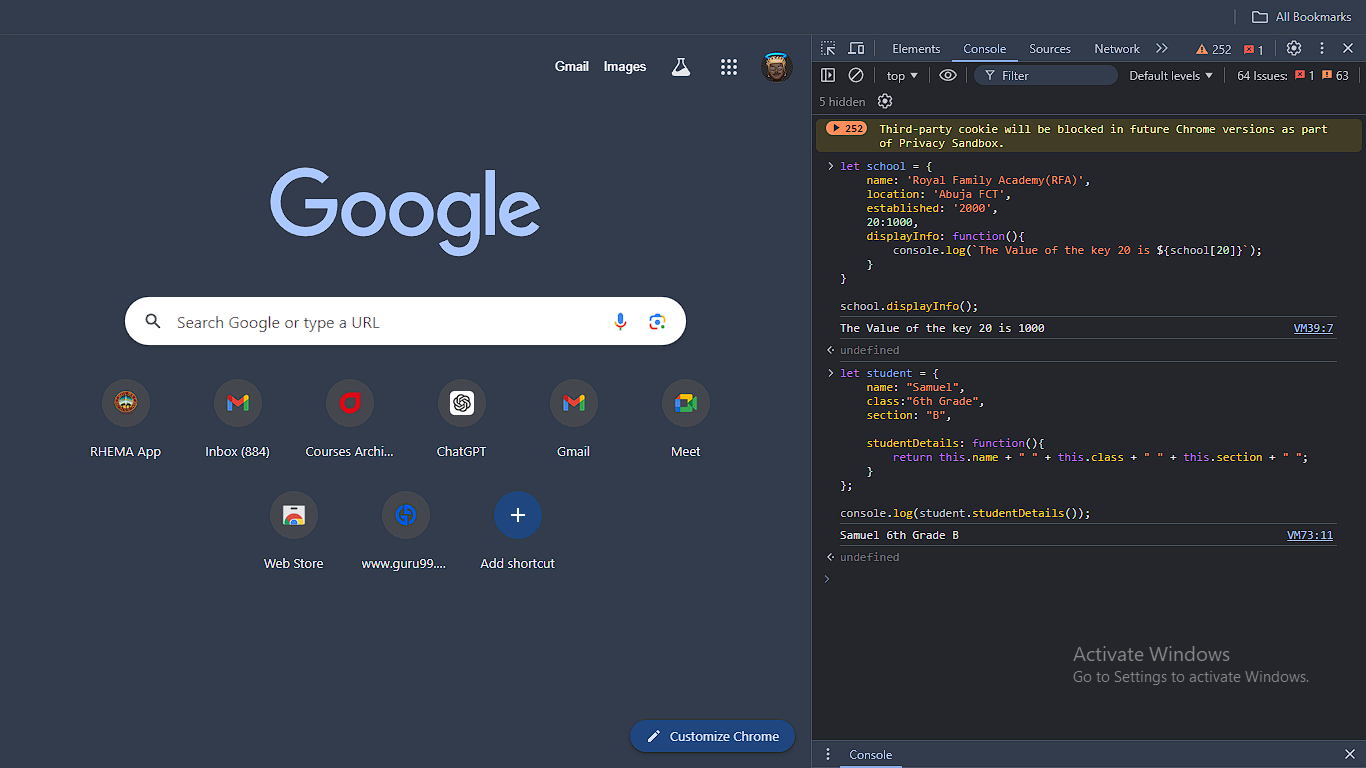 All Bookmarks
Gmail Images
Google
Search Google or type a URL
RHEMA App
Inbox (884)
Courses Archi...
ChatGPT
Gmail
Meet
Web Store
www.guru99....
Add shortcut
Customize Chrome
Elements Console Sources Network 252 1
top Filter Default levels 64 Issues: 1 63
5 hidden
252 Third-party cookie will be blocked in future Chrome versions as part
of Privacy Sandbox.
let school = {
name: 'Royal Family Academy(RFA)',
location: 'Abuja FCT',
established: '2000',
20:1000,
displayInfo: function(){
console.log(`The Value of the key 20 is ${school[20]}`);
}
}
school.displayInfo();
The Value of the key 20 is 1000 VM39:7
undefined
let student = {
name: "Samuel",
class:"6th Grade",
section: "B",
studentDetails: function(){
return this.name + " " + this.class + " " + this.section + " ";
}
};
console.log(student.studentDetails());
Samuel 6th Grade B VM73:11
undefined
Activate Windows
Go to Settings to activate Windows.
Console